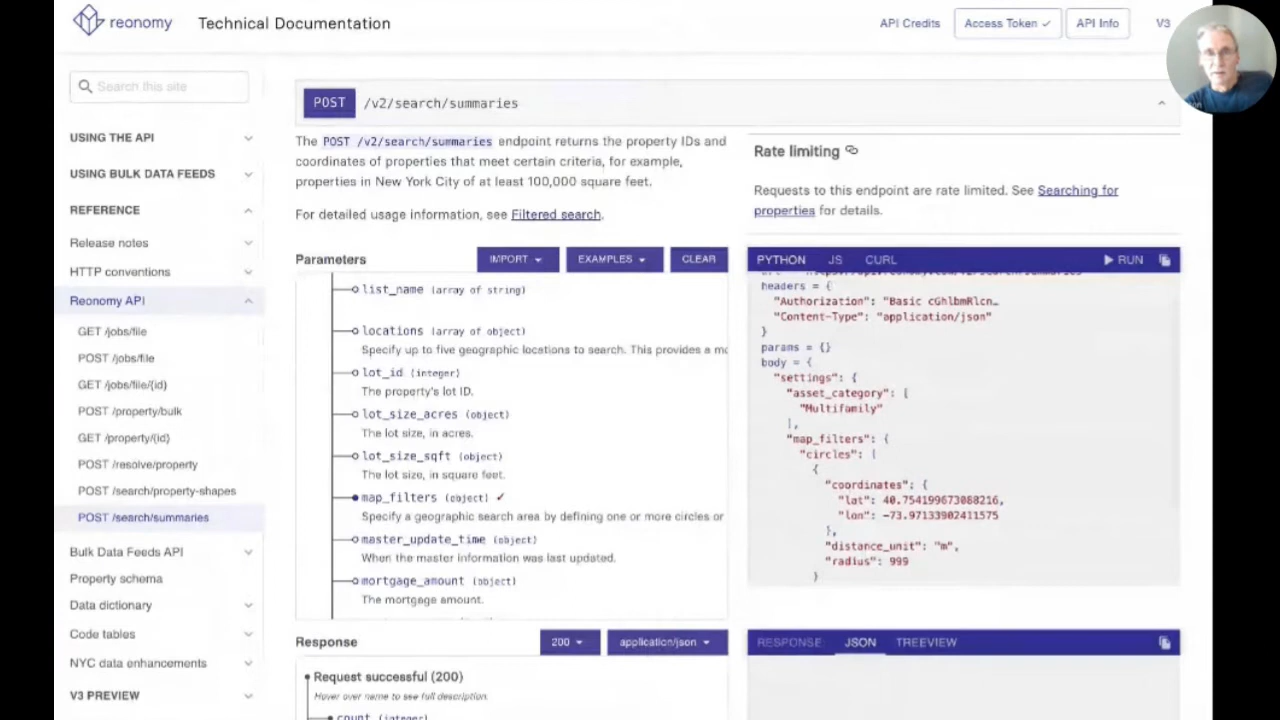 reonomy
Technical Documentation
API Credits
Access Token ✓
API Info
V3
Search this site
USING THE API
USING BULK DATA FEEDS
REFERENCE
Release notes
HTTP conventions
Reonomy API
GET /jobs/file
POST /jobs/file
GET /jobs/file/{id}
POST /property/bulk
GET /property/{id}
POST /resolve/property
POST /search/property-shapes
POST /search/summaries
Bulk Data Feeds API
Property schema
Data dictionary
Code tables
NYC data enhancements
V3 PREVIEW
POST /v2/search/summaries
The POST /v2/search/summaries endpoint returns the property IDs and
coordinates of properties that meet certain criteria, for example,
properties in New York City of at least 100,000 square feet.
For detailed usage information, see Filtered search.
Rate limiting
Requests to this endpoint are rate limited. See Searching for
properties for details.
Parameters
IMPORT
EXAMPLES
CLEAR
list_name (array of string)
locations (array of object)
Specify up to five geographic locations to search. This provides a mo
lot_id (integer)
The property's lot ID.
lot_size_acres (object)
The lot size, in acres.
lot_size_sqft (object)
The lot size, in square feet.
map_filters (object) ✓
Specify a geographic search area by defining one or more circles or
master_update_time (object)
When the master information was last updated.
mortgage_amount (object)
The mortgage amount.
PYTHON
JS
CURL
RUN
headers = {
"Authorization": "Basic cGhlbmRlcn…
"Content-Type": "application/json"
}
params = {}
body = {
"settings": {
"asset_category": [
"Multifamily"
],
"map_filters": {
"circles": [
{
"coordinates": {
"lat": 40.754199673088216,
"lon": -73.97133902411575
},
"distance_unit": "m",
"radius": 999
}
Response
200
application/json
Request successful (200)
Hover over name to see full description.
count (integer)
RESPONSE
JSON
TREEVIEW